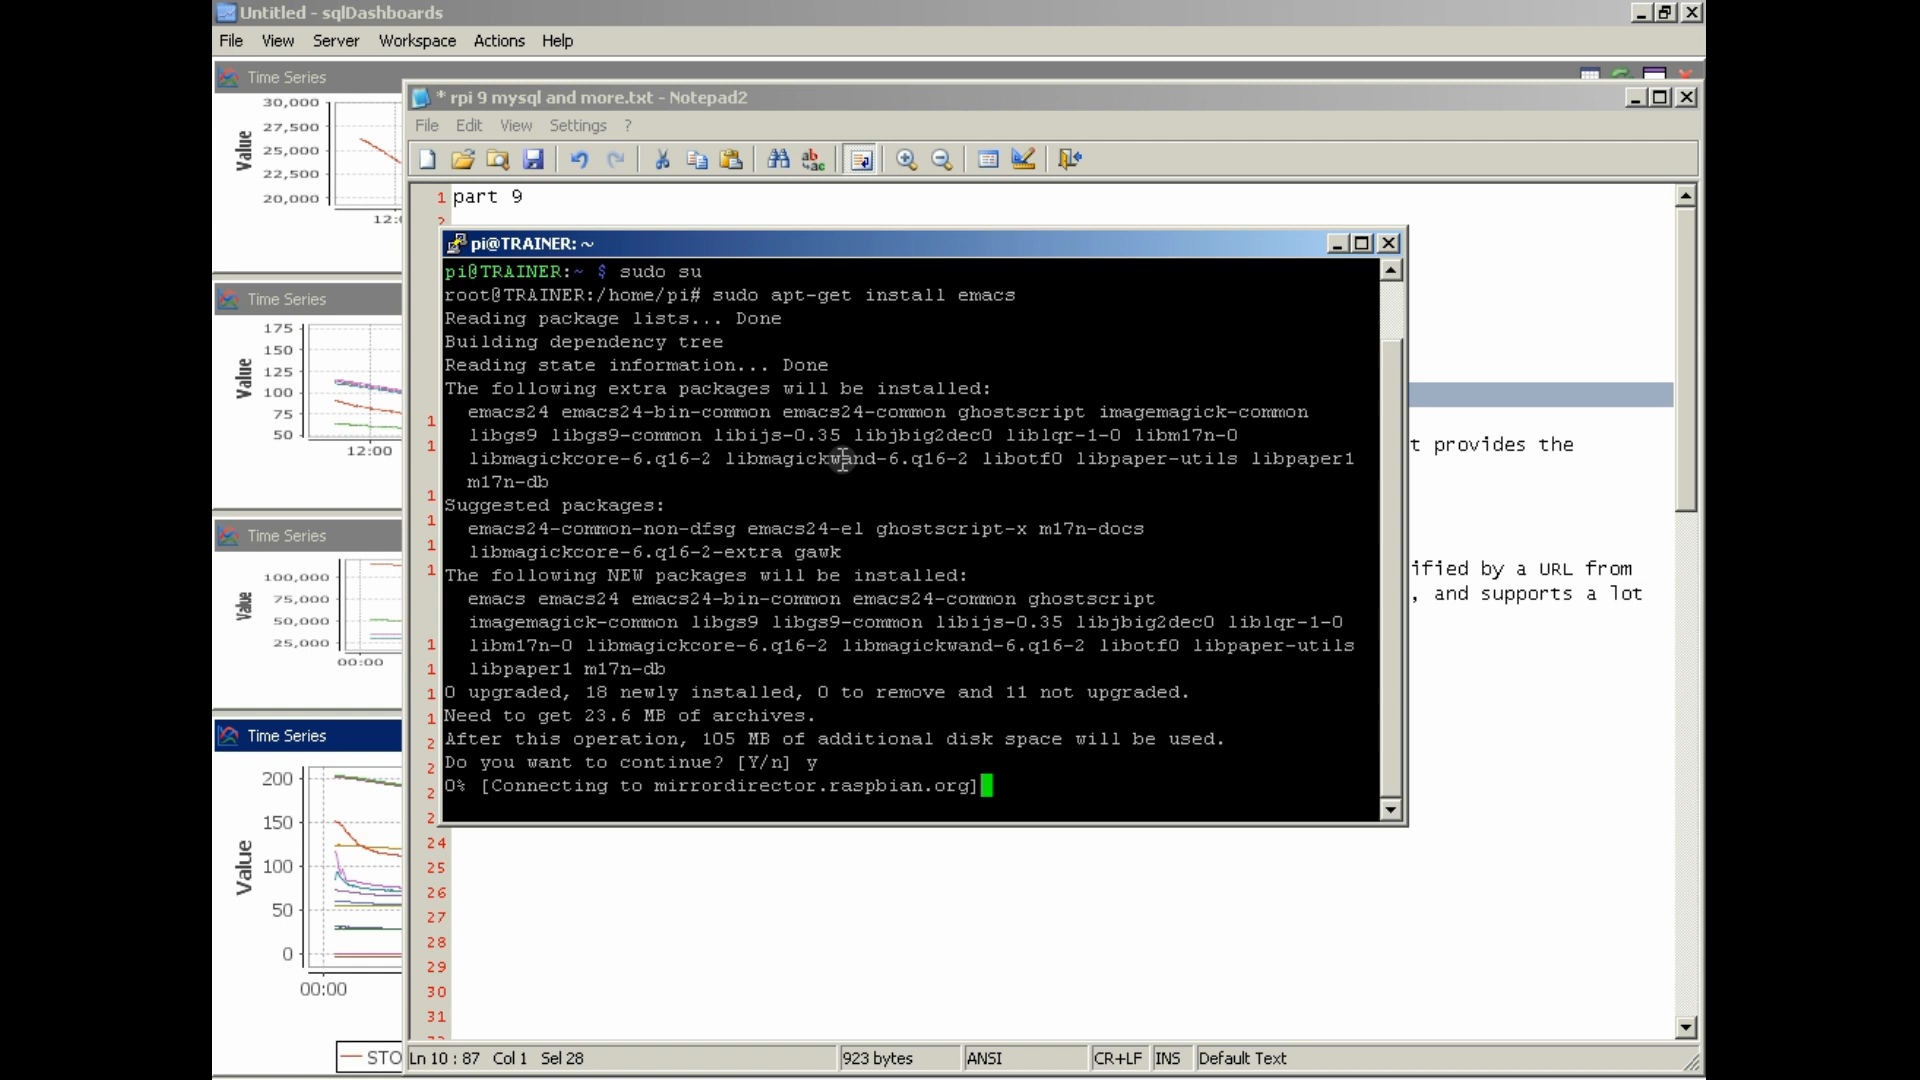 Untitled - sqlDashboards
File View Server Workspace Actions Help
Time Series
30,000
27,500
25,000
22,500
20,000
Value
12:
Time Series
175
150
125
100
75
50
Value
12:00
Time Series
100,000
75,000
50,000
25,000
Value
00:00
Time Series
200
150
100
50
0
Value
00:00
STO
* rpi 9 mysql and more.txt - Notepad2
File Edit View Settings ?
1 part 9
2
t provides the
ified by a URL from
, and supports a lot
pi@TRAINER: ~
pi@TRAINER:~ $ sudo su
root@TRAINER:/home/pi# sudo apt-get install emacs
Reading package lists... Done
Building dependency tree
Reading state information... Done
The following extra packages will be installed:
emacs24 emacs24-bin-common emacs24-common ghostscript imagemagick-common
libgs9 libgs9-common libijs-0.35 libjbig2dec0 liblqr-1-0 libm17n-0
libmagickcore-6.q16-2 libmagickwand-6.q16-2 libotf0 libpaper-utils libpaper1
m17n-db
Suggested packages:
emacs24-common-non-dfsg emacs24-el ghostscript-x m17n-docs
libmagickcore-6.q16-2-extra gawk
The following NEW packages will be installed:
emacs emacs24 emacs24-bin-common emacs24-common ghostscript
imagemagick-common libgs9 libgs9-common libijs-0.35 libjbig2dec0 liblqr-1-0
libm17n-0 libmagickcore-6.q16-2 libmagickwand-6.q16-2 libotf0 libpaper-utils
libpaper1 m17n-db
0 upgraded, 18 newly installed, 0 to remove and 11 not upgraded.
Need to get 23.6 MB of archives.
After this operation, 105 MB of additional disk space will be used.
Do you want to continue? [Y/n] y
0% [Connecting to mirrordirector.raspbian.org]
24
25
26
27
28
29
30
31
Ln 10 : 87 Col 1 Sel 28 923 bytes ANSI CR+LF INS Default Text